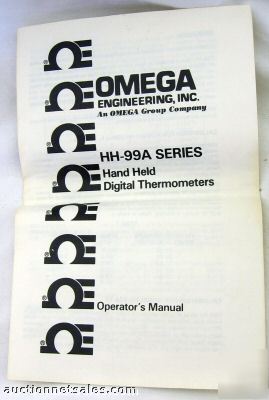 OMEGA
ENGINEERING, INC.
An OMEGA Group Company
HH-99A SERIES
Hand Held
Digital Thermometers
Operator's Manual
auctionnetsales.com